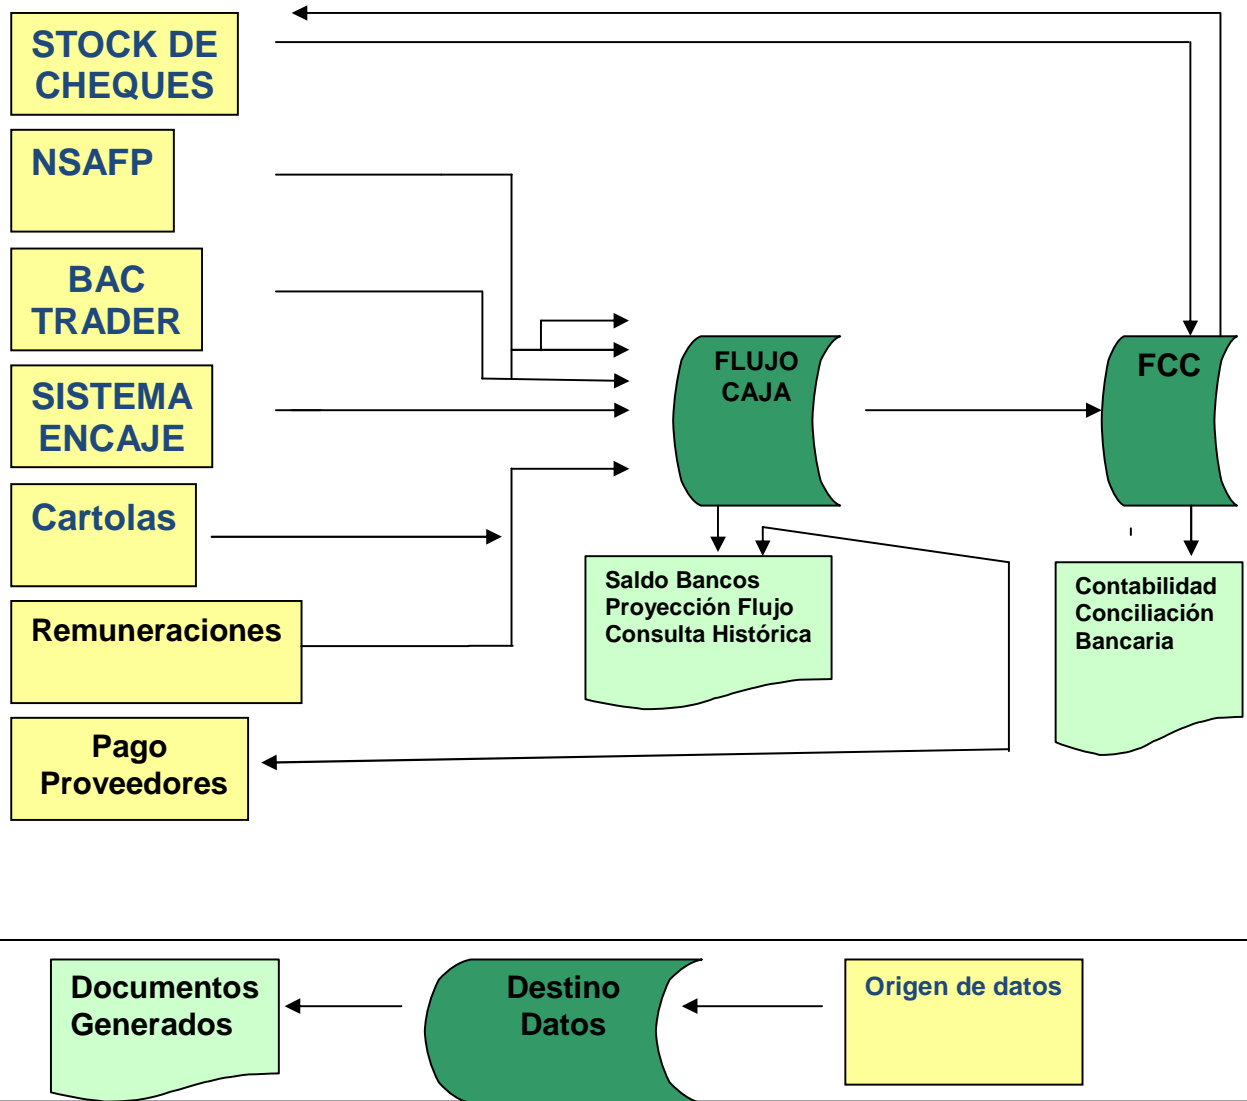 STOCK DE
CHEQUES
NSAFP
BAC
TRADER
SISTEMA
ENCAJE
Cartolas
Remuneraciones
Pago
Proveedores
FLUJO
CAJA
FCC
Saldo Bancos
Proyección Flujo
Consulta Histórica
Contabilidad
Conciliación
Bancaria
Documentos
Generados
Destino
Datos
Origen de datos